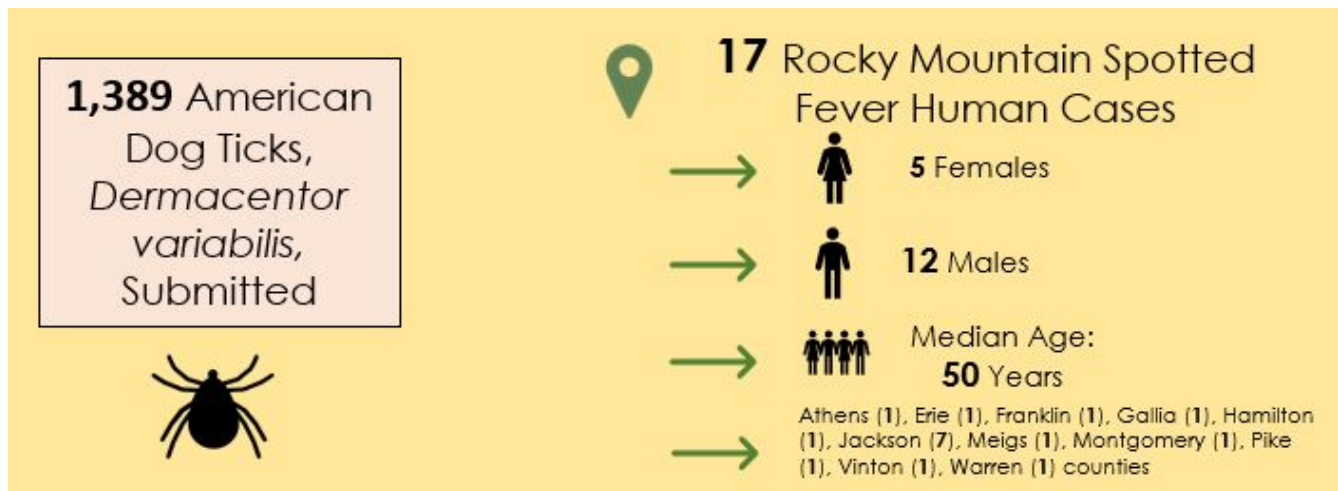 1,389 American
Dog Ticks,
Dermacentor
variabilis,
Submitted
17 Rocky Mountain Spotted
Fever Human Cases
5 Females
12 Males
Median Age:
50 Years
Athens (1), Erie (1), Franklin (1), Gallia (1), Hamilton
(1), Jackson (7), Meigs (1), Montgomery (1), Pike
(1), Vinton (1), Warren (1) counties